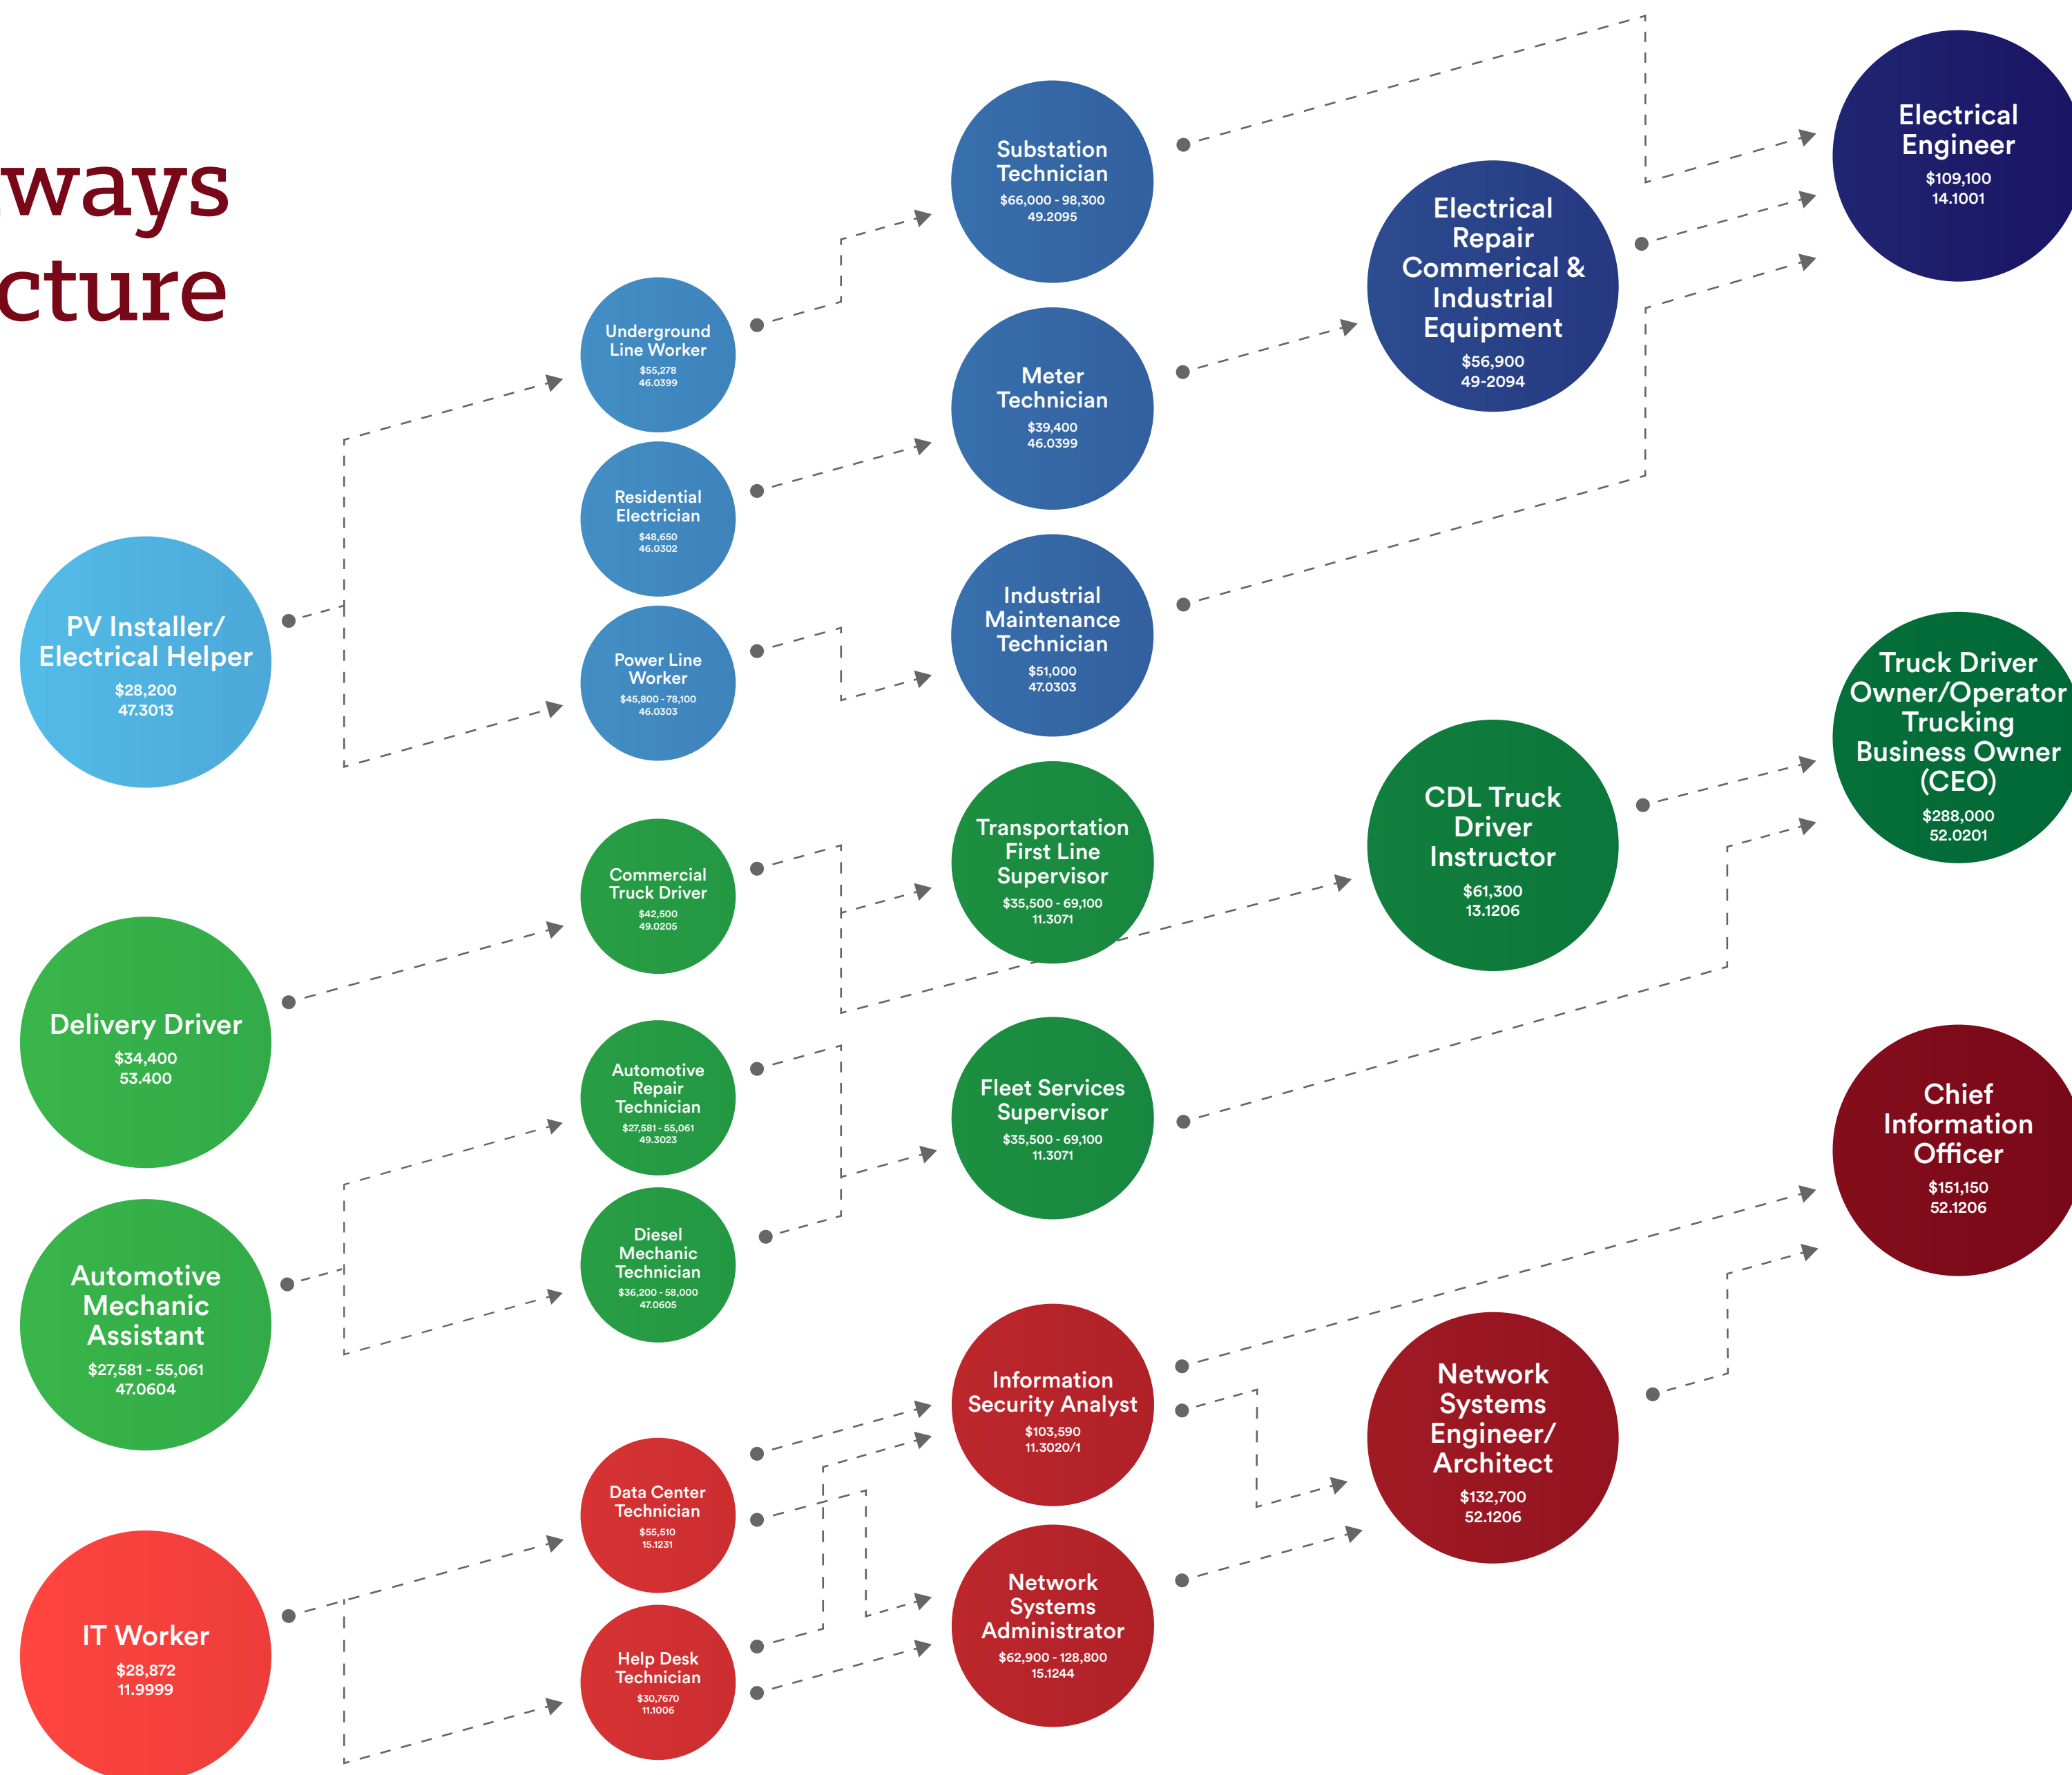 ways
cture
PV Installer/
Electrical Helper
$28,200
47.3013
Delivery Driver
$34,400
53.400
Automotive
Mechanic
Assistant
$27,581 - 55,061
47.0604
IT Worker
$28,872
11.9999
Underground
Line Worker
$55,278
46.0399
Residential
Electrician
$48,650
46.0302
Power Line
Worker
$45,800 - 78,100
46.0303
Commercial
Truck Driver
$42,500
49.0205
Automotive
Repair
Technician
$27,581 - 55,061
49.3023
Diesel
Mechanic
Technician
$36,200 - 58,000
47.0605
Data Center
Technician
$55,510
15.1231
Help Desk
Technician
$30,7670
11.1006
Substation
Technician
$66,000 - 98,300
49.2095
Meter
Technician
$39,400
46.0399
Industrial
Maintenance
Technician
$51,000
47.0303
Transportation
First Line
Supervisor
$35,500 - 69,100
11.3071
Fleet Services
Supervisor
$35,500 - 69,100
11.3071
Information
Security Analyst
$103,590
11.3020/1
Network
Systems
Administrator
$62,900 - 128,800
15.1244
Electrical
Repair
Commerical &
Industrial
Equipment
$56,900
49-2094
CDL Truck
Driver
Instructor
$61,300
13.1206
Network
Systems
Engineer/
Architect
$132,700
52.1206
Electrical
Engineer
$109,100
14.1001
Truck Driver
Owner/Operator
Trucking
Business Owner
(CEO)
$288,000
52.0201
Chief
Information
Officer
$151,150
52.1206